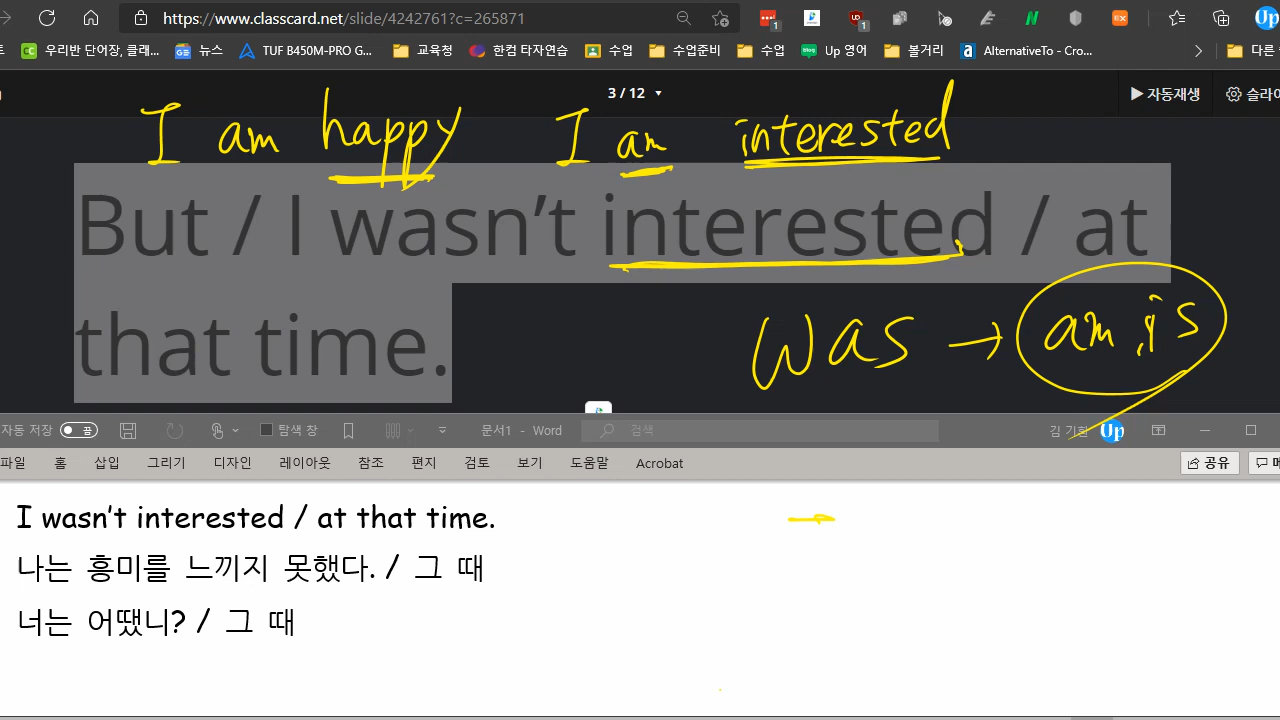 https://www.classcard.net/slide/4242761?c=265871
우리반 단어장, 클래... 뉴스 TUF B450M-PRO G... 교육청 한컴 타자연습 수업 수업준비 수업 Up 영어 볼거리 AlternativeTo - Cro... 다른
3 / 12 자동재생 슬라이
I am happy I am interested
But / I wasn't interested / at
that time.
was → am, is
자동 저장 끔 탐색 창 문서1 - Word 검색 김 기환 Up
파일 홈 삽입 그리기 디자인 레이아웃 참조 편지 검토 보기 도움말 Acrobat 공유 메
I wasn't interested / at that time.
나는 흥미를 느끼지 못했다. / 그 때
너는 어땠니? / 그 때